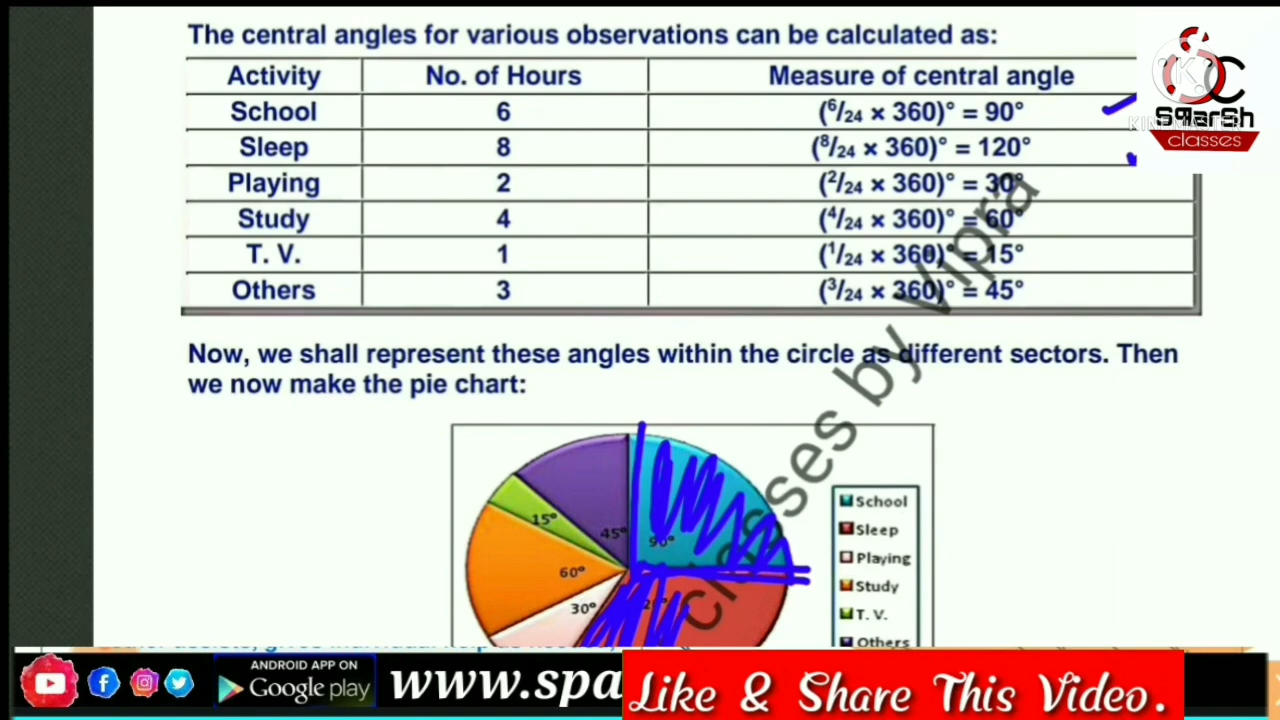 The central angles for various observations can be calculated as:
Activity No. of Hours Measure of central angle
School 6 (⁶/₂₄ × 360)° = 90°
Sleep 8 (⁸/₂₄ × 360)° = 120°
Playing 2 (²/₂₄ × 360)° = 30°
Study 4 (⁴/₂₄ × 360)° = 60°
T. V. 1 (¹/₂₄ × 360)° = 15°
Others 3 (³/₂₄ × 360)° = 45°
SparSh
KINEMASTER
classes
Now, we shall represent these angles within the circle as different sectors. Then
we now make the pie chart:
15°
45°
90°
60°
30°
School
Sleep
Playing
Study
T. V.
Others
classes by Vipra
ANDROID APP ON
Google play
www.spa
Like & Share This Video.